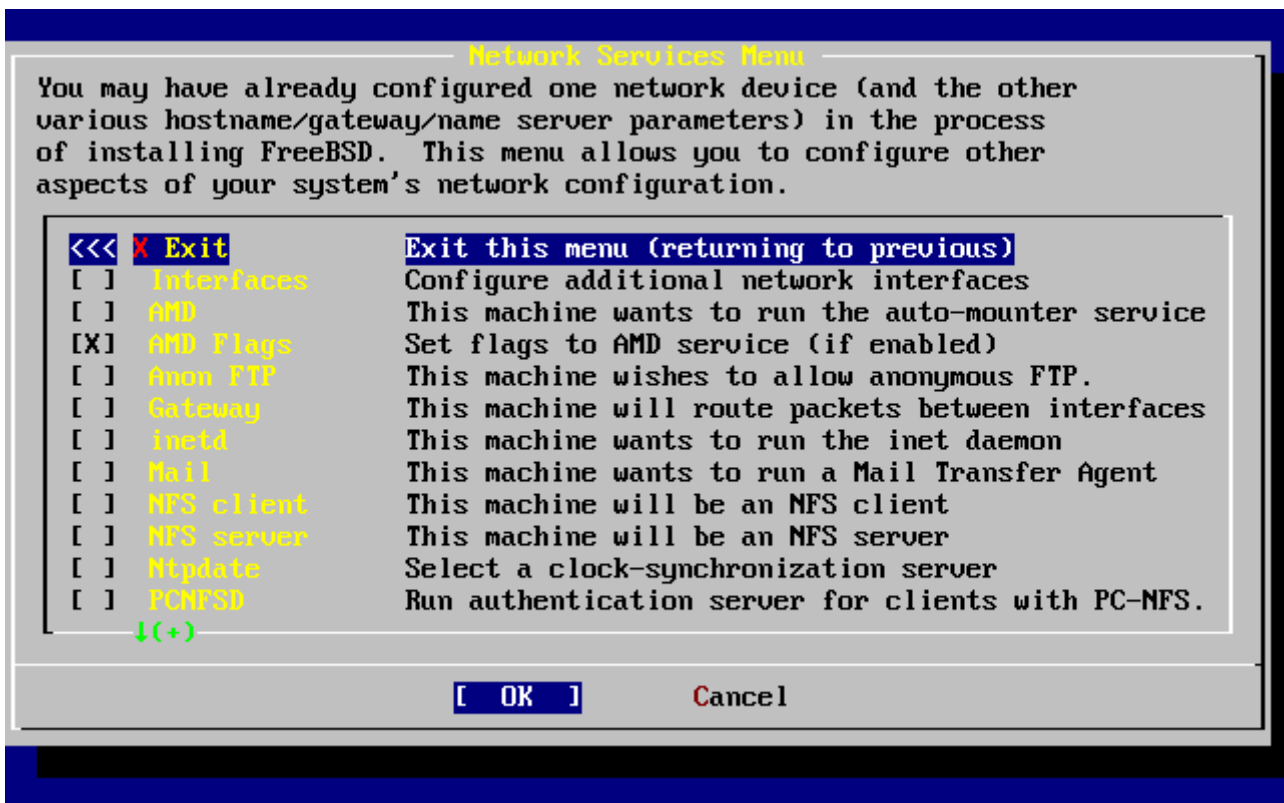 Network Services Menu
You may have already configured one network device (and the other
various hostname/gateway/name server parameters) in the process
of installing FreeBSD.  This menu allows you to configure other
aspects of your system's network configuration.
<<< X Exit Exit this menu (returning to previous)
[ ] Interfaces Configure additional network interfaces
[ ] AMD This machine wants to run the auto-mounter service
[X] AMD Flags Set flags to AMD service (if enabled)
[ ] Anon FTP This machine wishes to allow anonymous FTP.
[ ] Gateway This machine will route packets between interfaces
[ ] inetd This machine wants to run the inet daemon
[ ] Mail This machine wants to run a Mail Transfer Agent
[ ] NFS client This machine will be an NFS client
[ ] NFS server This machine will be an NFS server
[ ] Ntpdate Select a clock-synchronization server
[ ] PCNFSD Run authentication server for clients with PC-NFS.
↓(+)
[ OK ] Cancel